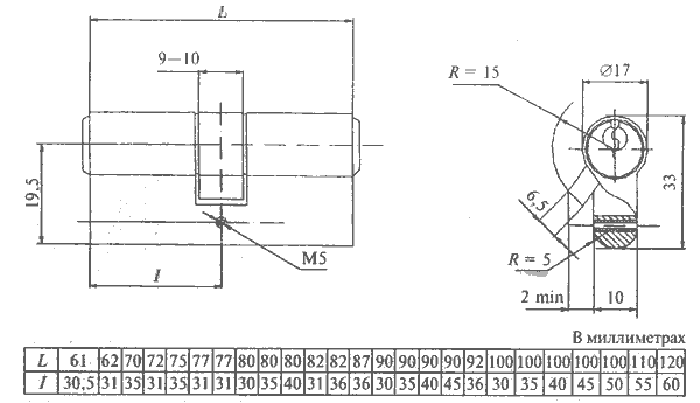 L
9—10
R = 15
Ø17
19,5
33
6,5
M5
R = 5
l
2 min
10
В миллиметрах
L 61 62 70 72 75 77 77 80 80 80 82 82 87 90 90 90 90 92 100 100 100 100 100 110 120
l 30,5 31 35 31 35 31 31 30 35 40 31 36 36 30 35 40 45 36 30 35 40 45 50 55 60